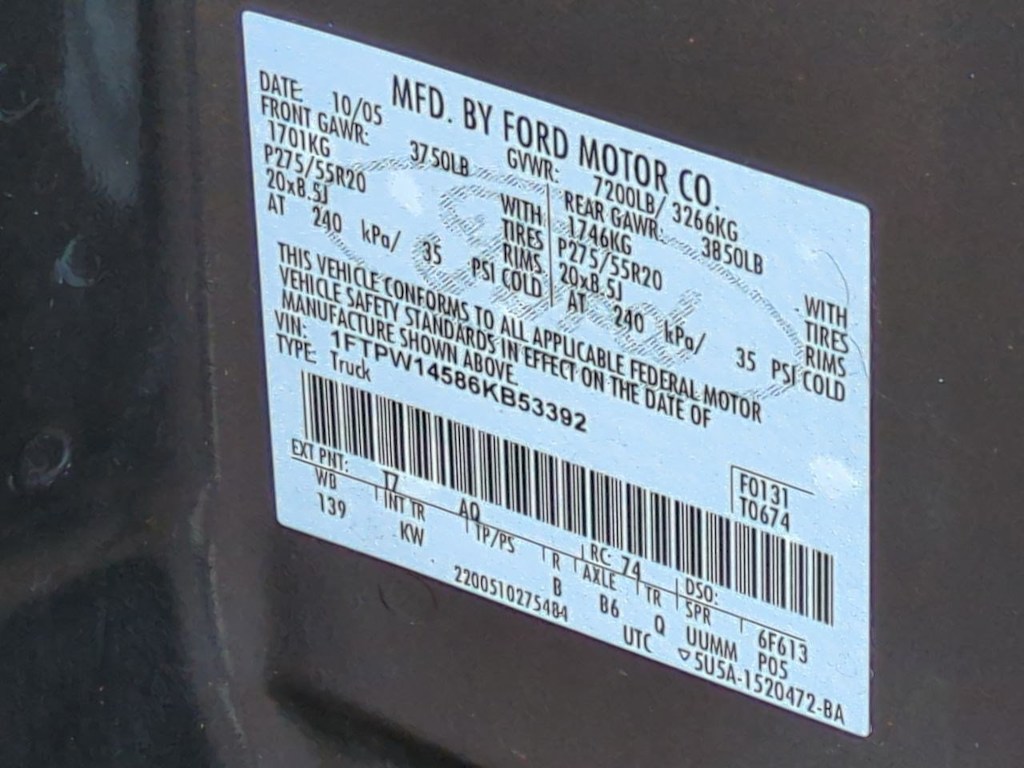 MFD. BY FORD MOTOR CO.
DATE: 10/05 GVWR: 7200LB/ 3266KG
FRONT GAWR: 3750LB REAR GAWR: 3850LB
1701KG WITH 1746KG WITH
P275/55R20 TIRES P275/55R20 TIRES
20x8.5J RIMS 20x8.5J RIMS
AT 240 kPa/ 35 PSI COLD AT 240 kPa/ 35 PSI COLD
THIS VEHICLE CONFORMS TO ALL APPLICABLE FEDERAL MOTOR
VEHICLE SAFETY STANDARDS IN EFFECT ON THE DATE OF
MANUFACTURE SHOWN ABOVE.
VIN: 1FTPW14586KB53392
TYPE: Truck
F0131
T0674
EXT PNT: T7 AQ RC: 74 DSO:
WB INT TR TP/PS R AXLE TR SPR 6F613
139 KW B B6 Q UUMM P05
2200510275484 UTC ▽5U5A-1520472-BA